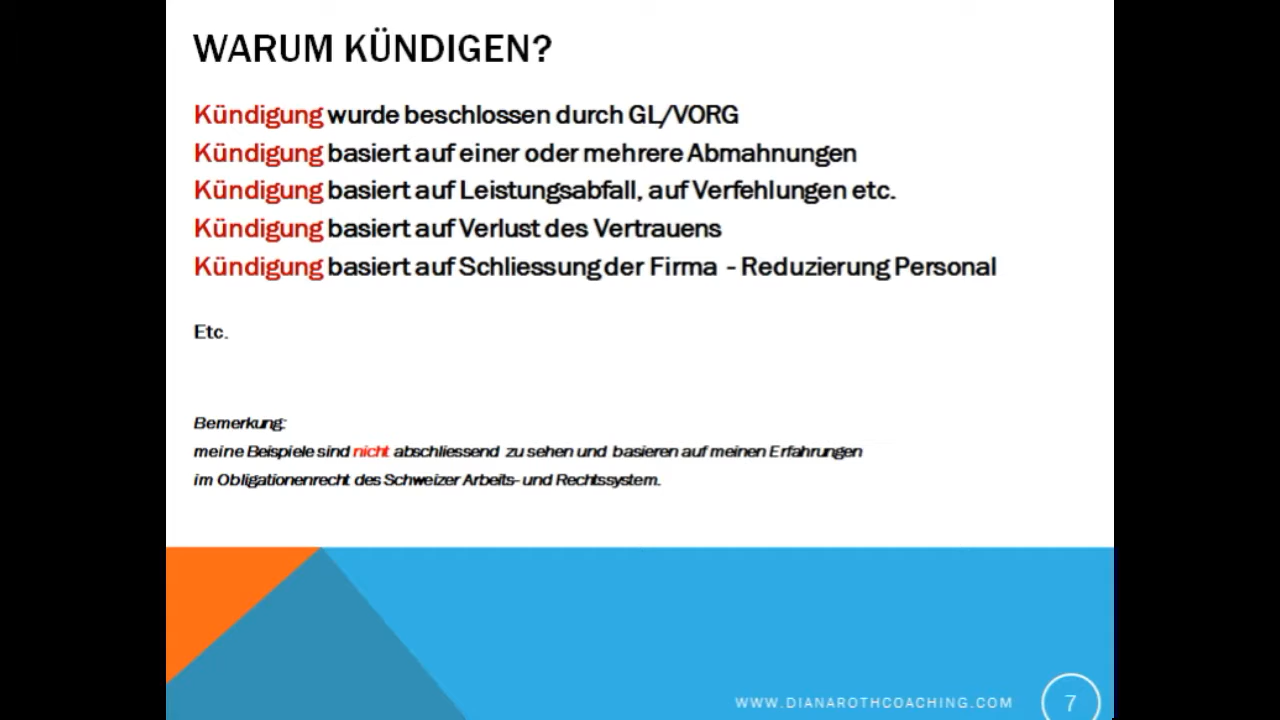 WARUM KÜNDIGEN?
Kündigung wurde beschlossen durch GL/VORG
Kündigung basiert auf einer oder mehrere Abmahnungen
Kündigung basiert auf Leistungsabfall, auf Verfehlungen etc.
Kündigung basiert auf Verlust des Vertrauens
Kündigung basiert auf Schliessung der Firma - Reduzierung Personal
Etc.
Bemerkung:
meine Beispiele sind nicht abschliessend zu sehen und basieren auf meinen Erfahrungen
im Obligationenrecht des Schweizer Arbeits- und Rechtssystem.
WWW.DIANAROTHCOACHING.COM
7